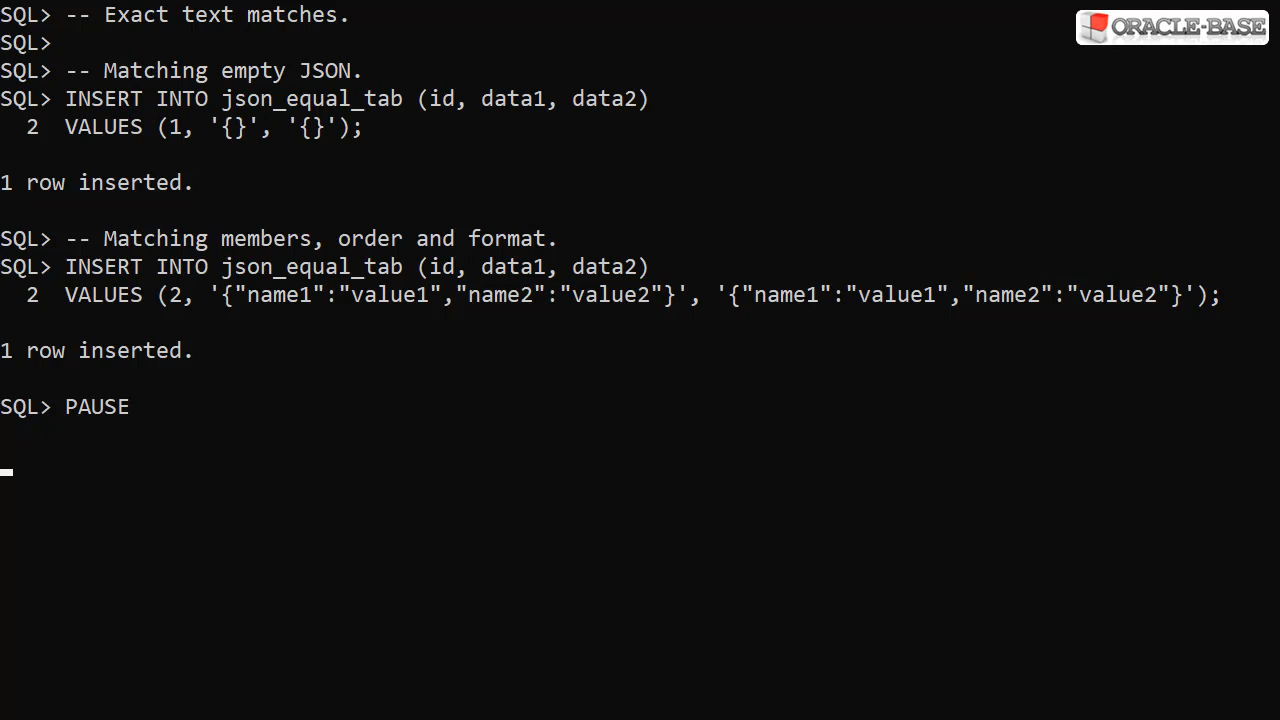 SQL> -- Exact text matches.
ORACLE-BASE
SQL>
SQL> -- Matching empty JSON.
SQL> INSERT INTO json_equal_tab (id, data1, data2)
  2  VALUES (1, '{}', '{}');
1 row inserted.
SQL> -- Matching members, order and format.
SQL> INSERT INTO json_equal_tab (id, data1, data2)
  2  VALUES (2, '{"name1":"value1","name2":"value2"}', '{"name1":"value1","name2":"value2"}');
1 row inserted.
SQL> PAUSE